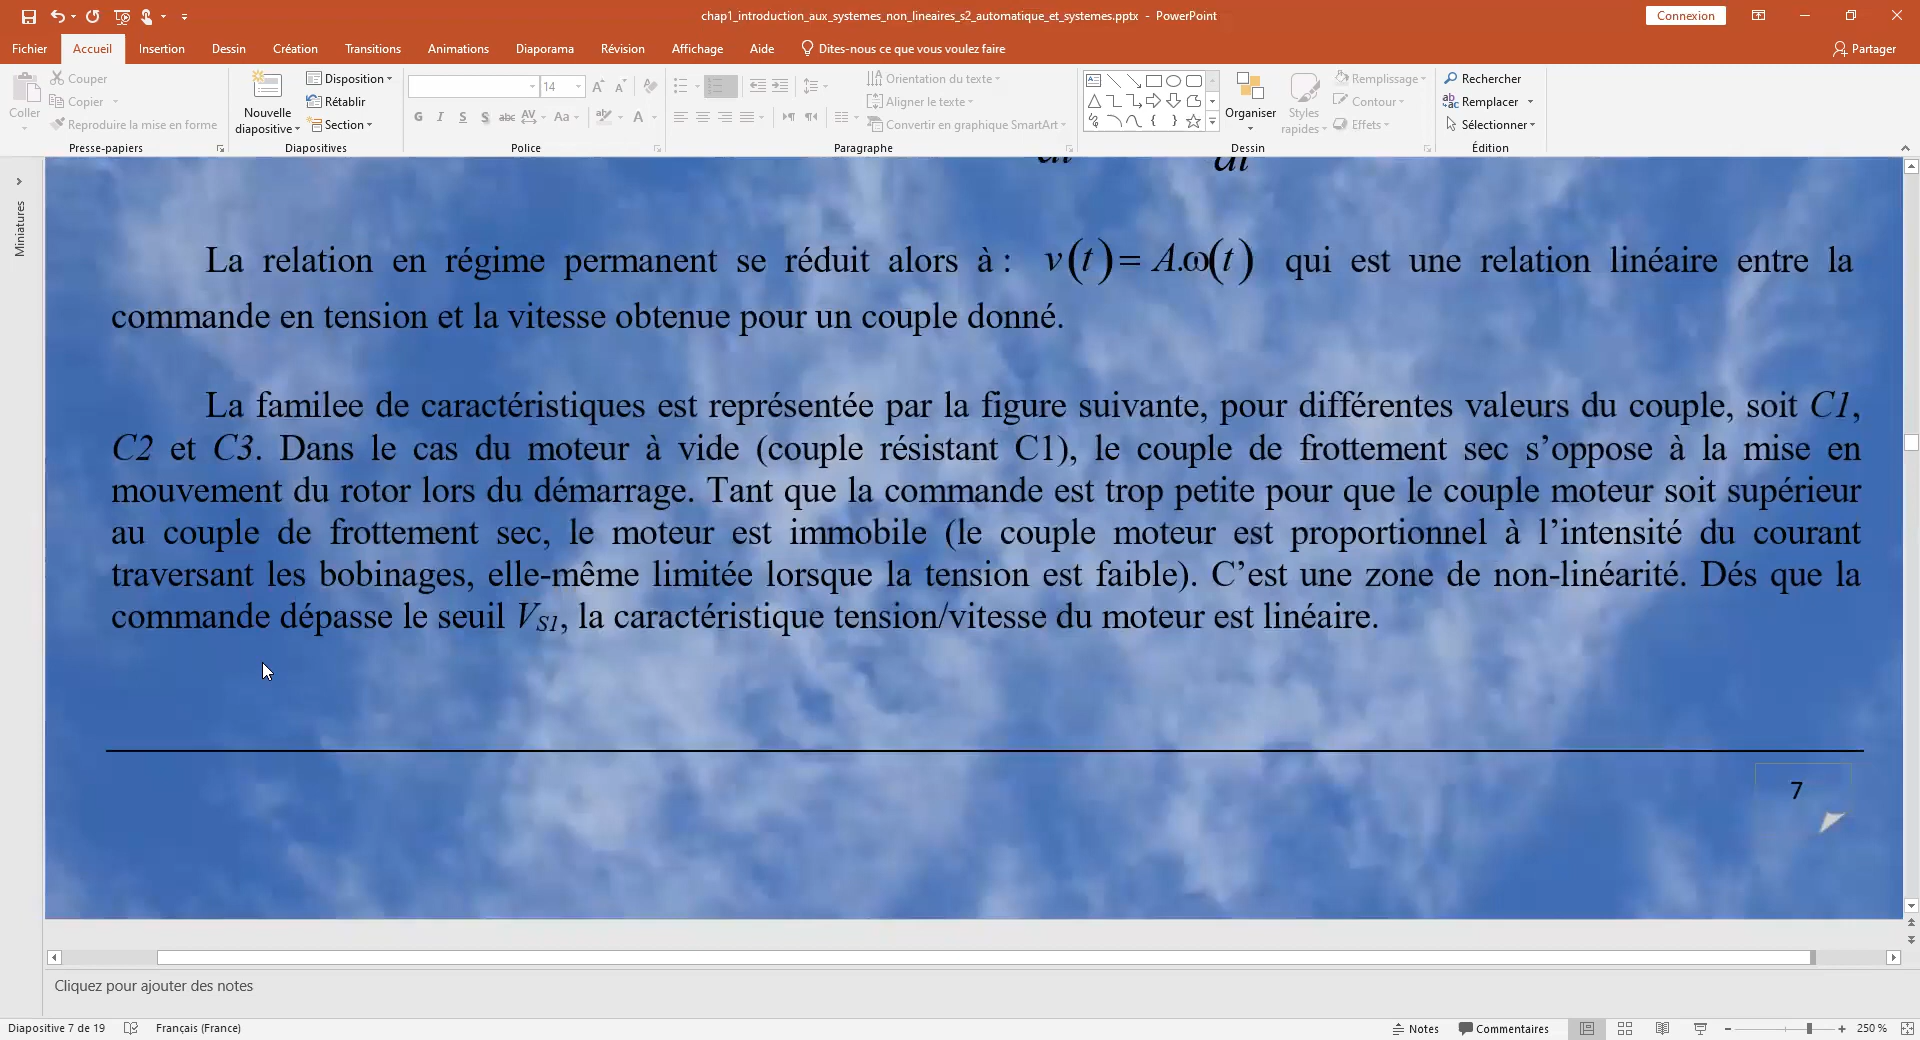 chap1_introduction_aux_systemes_non_lineaires_s2_automatique_et_systemes.pptx - PowerPoint
Connexion
Fichier Accueil Insertion Dessin Création Transitions Animations Diaporama Révision Affichage Aide Dites-nous ce que vous voulez faire Partager
Coller
Couper
Copier
Reproduire la mise en forme
Presse-papiers
Nouvelle
diapositive
Disposition
Rétablir
Section
Diapositives
14
G I S S abc AV Aa A
Police
Orientation du texte
Aligner le texte
Convertir en graphique SmartArt
Paragraphe
Organiser
Styles
rapides
Remplissage
Contour
Effets
Dessin
Rechercher
Remplacer
Sélectionner
Édition
Miniatures
dt dt
La relation en régime permanent se réduit alors à : v(t)= A.ω(t) qui est une relation linéaire entre la
commande en tension et la vitesse obtenue pour un couple donné.
La familee de caractéristiques est représentée par la figure suivante, pour différentes valeurs du couple, soit C1,
C2 et C3. Dans le cas du moteur à vide (couple résistant C1), le couple de frottement sec s’oppose à la mise en
mouvement du rotor lors du démarrage. Tant que la commande est trop petite pour que le couple moteur soit supérieur
au couple de frottement sec, le moteur est immobile (le couple moteur est proportionnel à l’intensité du courant
traversant les bobinages, elle-même limitée lorsque la tension est faible). C’est une zone de non-linéarité. Dés que la
commande dépasse le seuil VS1, la caractéristique tension/vitesse du moteur est linéaire.
7
Cliquez pour ajouter des notes
Diapositive 7 de 19 Français (France) Notes Commentaires 250 %